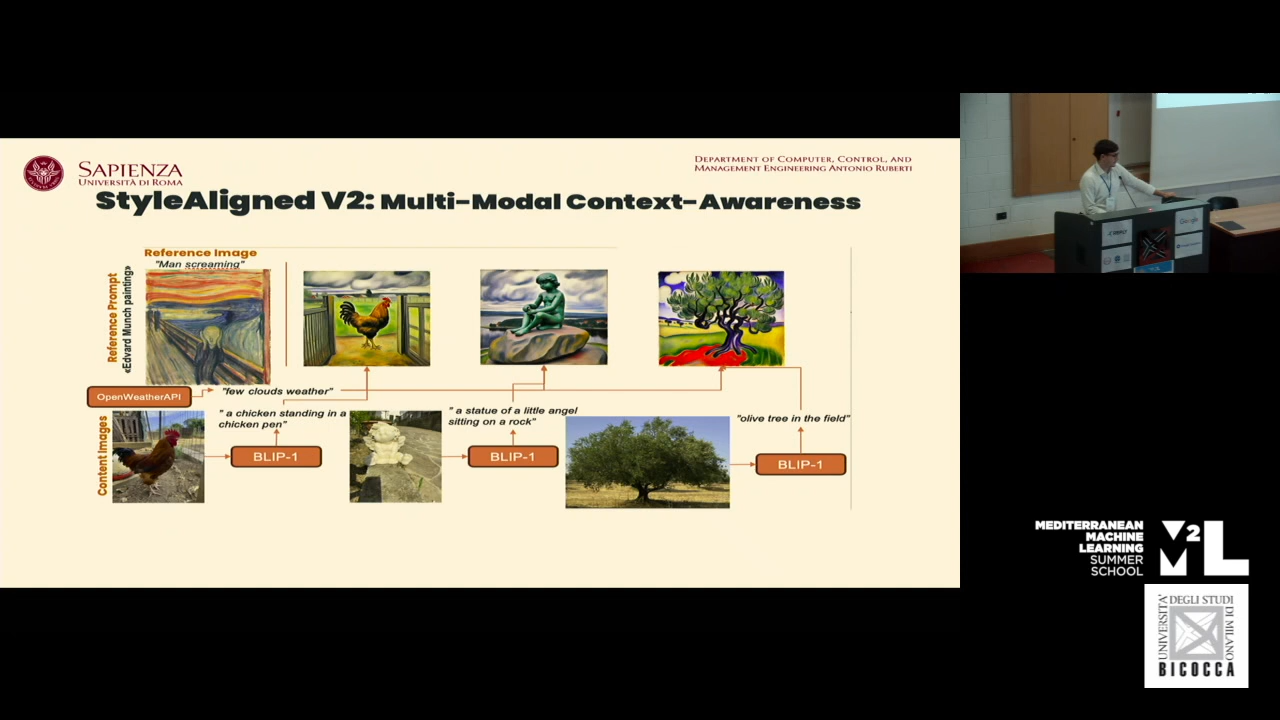 SAPIENZA
UNIVERSITÀ DI ROMA
DEPARTMENT OF COMPUTER, CONTROL, AND
MANAGEMENT ENGINEERING ANTONIO RUBERTI
StyleAligned V2: Multi-Modal Context-Awareness
Reference Image
"Man screaming"
Reference Prompt
«Edvard Munch painting»
OpenWeatherAPI
"few clouds weather"
Content Images
" a chicken standing in a
chicken pen"
BLIP-1
" a statue of a little angel
sitting on a rock"
BLIP-1
"olive tree in the field"
BLIP-1
Google
MEDITERRANEAN
MACHINE
LEARNING
SUMMER
SCHOOL
M2L
UNIVERSITA'
DEGLI STUDI
DI MILANO
BICOCCA